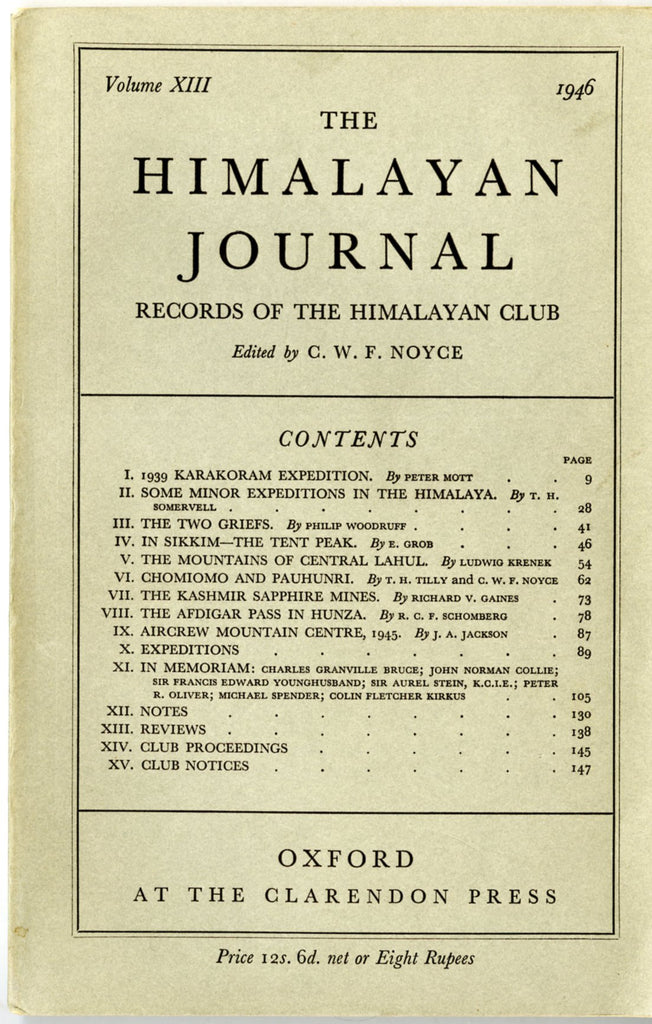 Volume XIII 1946
THE
HIMALAYAN
JOURNAL
RECORDS OF THE HIMALAYAN CLUB
Edited by C. W. F. NOYCE
CONTENTS
PAGE
I. 1939 KARAKORAM EXPEDITION. By PETER MOTT . . 9
II. SOME MINOR EXPEDITIONS IN THE HIMALAYA. By T. H.
SOMERVELL . . . . . . . . 28
III. THE TWO GRIEFS. By PHILIP WOODRUFF . . . . 41
IV. IN SIKKIM—THE TENT PEAK. By E. GROB . . . 46
V. THE MOUNTAINS OF CENTRAL LAHUL. By LUDWIG KRENEK 54
VI. CHOMIOMO AND PAUHUNRI. By T. H. TILLY and C. W. F. NOYCE 62
VII. THE KASHMIR SAPPHIRE MINES. By RICHARD V. GAINES . 73
VIII. THE AFDIGAR PASS IN HUNZA. By R. C. F. SCHOMBERG . 78
IX. AIRCREW MOUNTAIN CENTRE, 1945. By J. A. JACKSON . 87
X. EXPEDITIONS . . . . . . . 89
XI. IN MEMORIAM: CHARLES GRANVILLE BRUCE; JOHN NORMAN COLLIE;
SIR FRANCIS EDWARD YOUNGHUSBAND; SIR AUREL STEIN, K.C.I.E.; PETER
R. OLIVER; MICHAEL SPENDER; COLIN FLETCHER KIRKUS . . 105
XII. NOTES . . . . . . . . 130
XIII. REVIEWS . . . . . . . . 138
XIV. CLUB PROCEEDINGS . . . . . . 145
XV. CLUB NOTICES . . . . . . . 147
OXFORD
AT THE CLARENDON PRESS
Price 12s. 6d. net or Eight Rupees